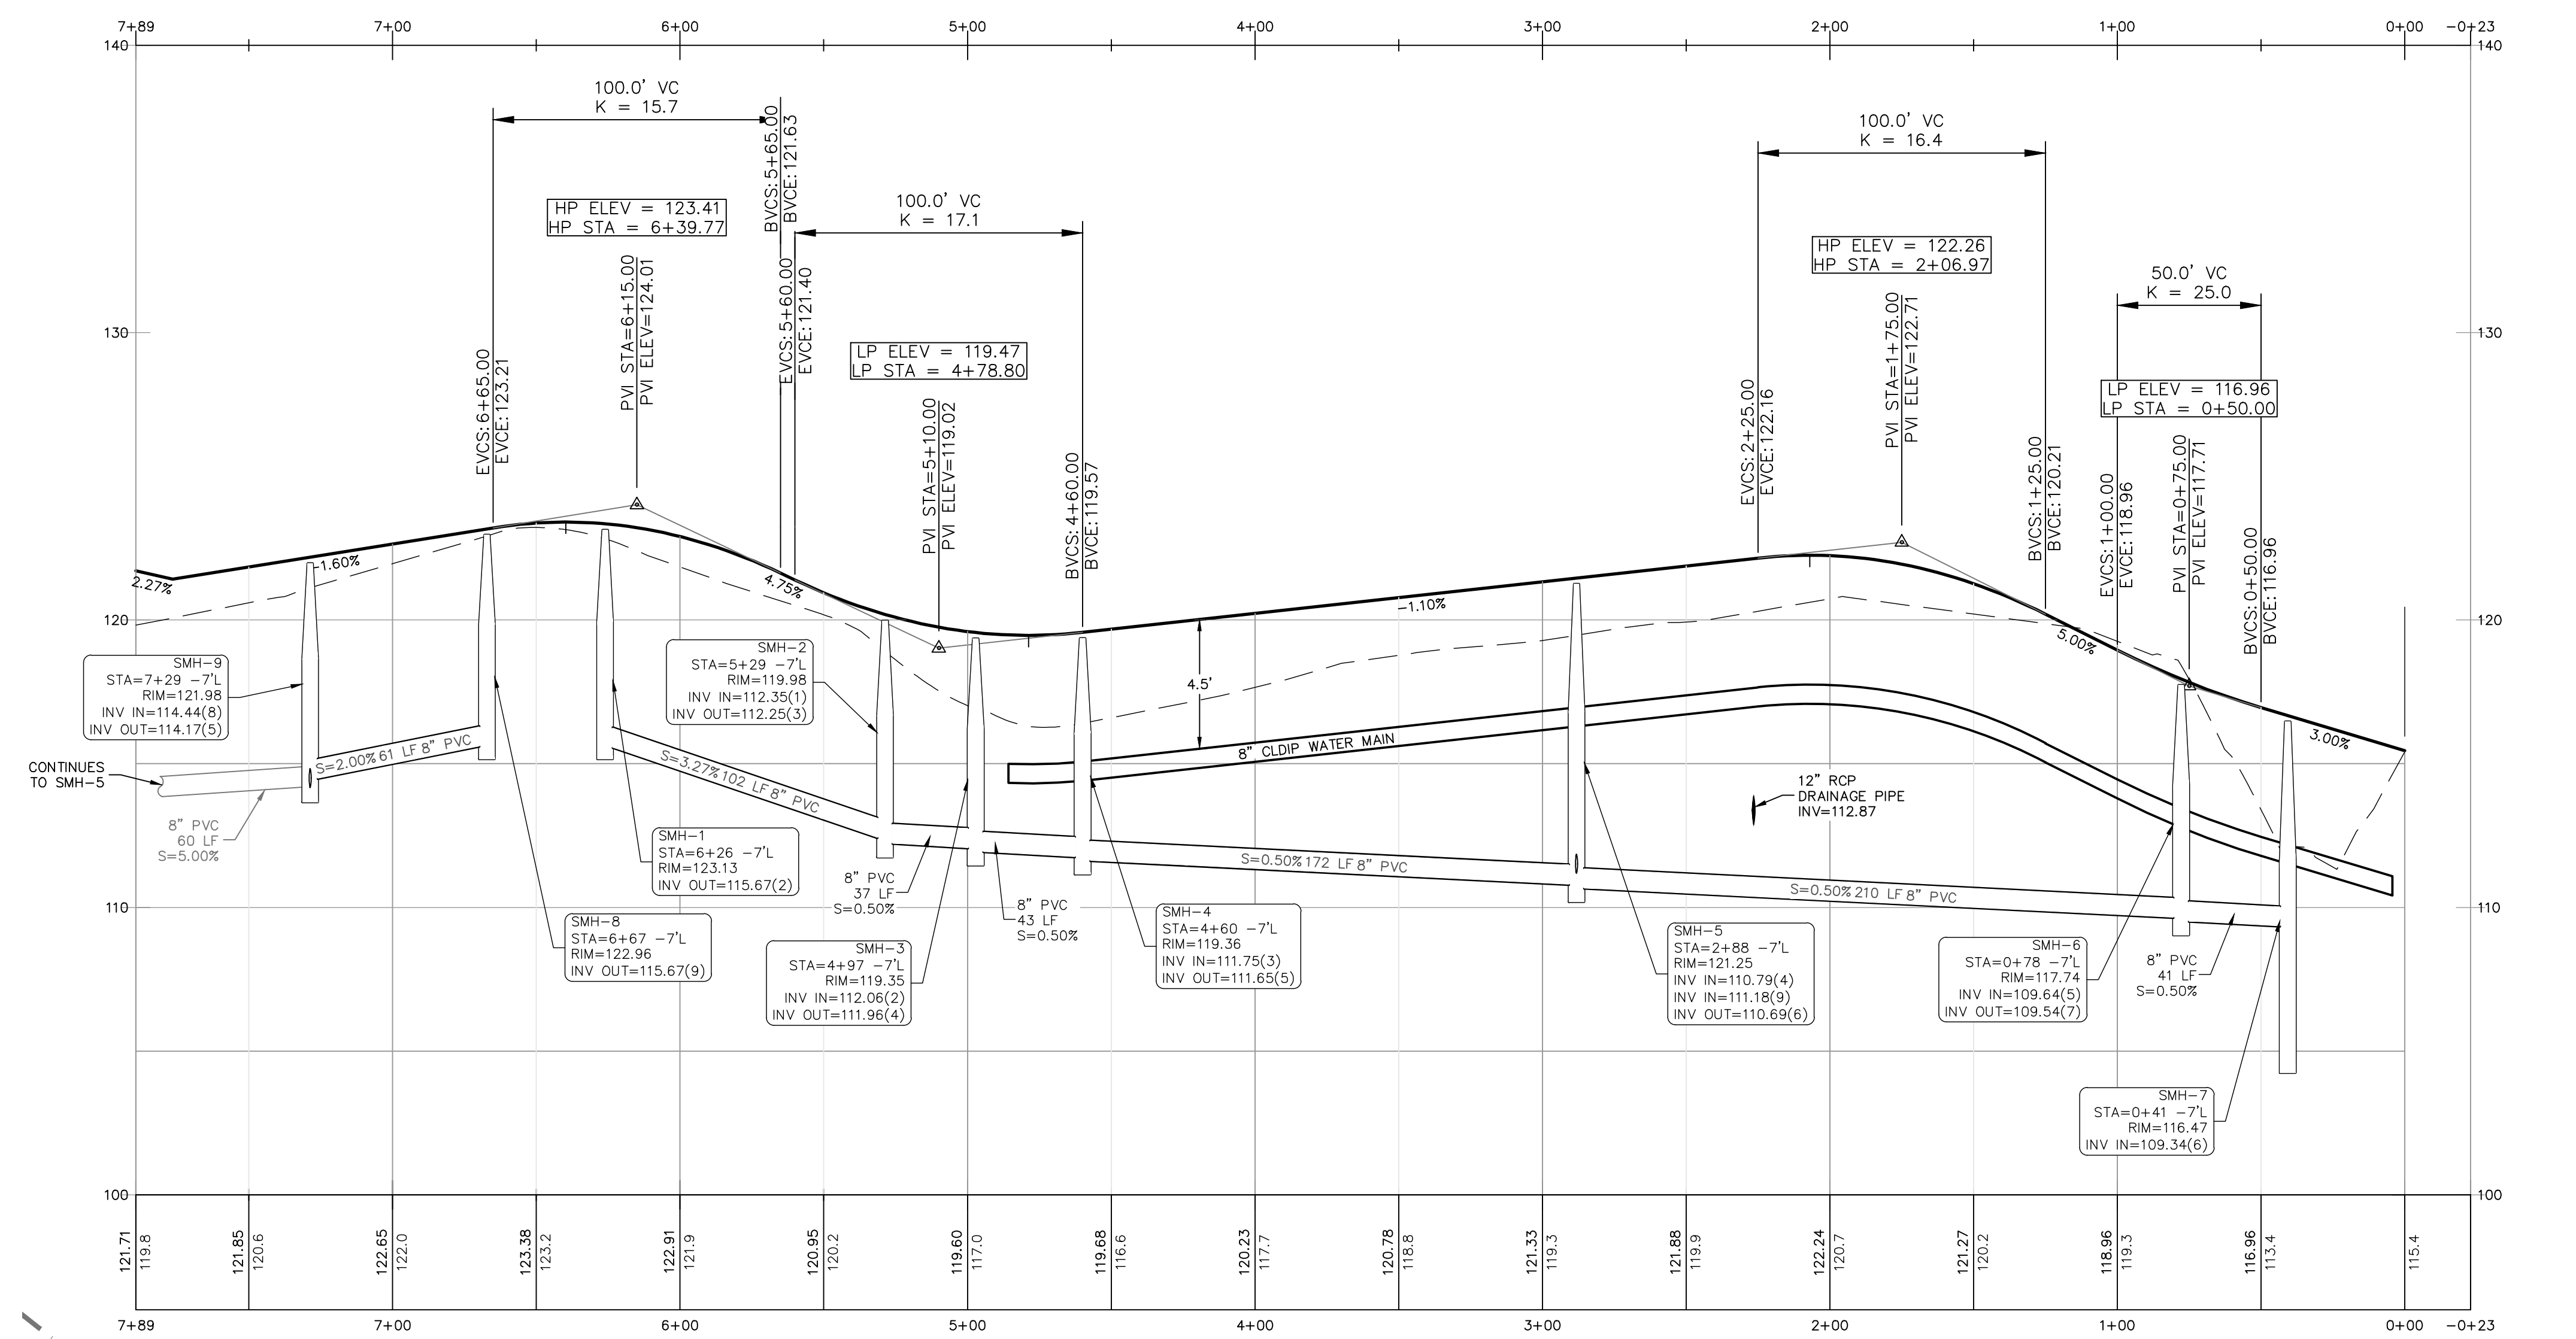 7+89 7+00 6+00 5+00 4+00 3+00 2+00 1+00 0+00 -0+23
140 140
100.0' VC
K = 15.7
BVCS: 5+65.00
BVCE: 121.63
HP ELEV = 123.41
HP STA = 6+39.77
100.0' VC
K = 17.1
100.0' VC
K = 16.4
HP ELEV = 122.26
HP STA = 2+06.97
50.0' VC
K = 25.0
130 130
EVCS: 6+65.00
EVCE: 123.21
PVI STA=6+15.00
PVI ELEV=124.01
EVCS: 5+60.00
EVCE: 121.40
LP ELEV = 119.47
LP STA = 4+78.80
PVI STA=5+10.00
PVI ELEV=119.02
BVCS: 4+60.00
BVCE: 119.57
EVCS: 2+25.00
EVCE: 122.16
PVI STA=1+75.00
PVI ELEV=122.71
BVCS: 1+25.00
BVCE: 120.21
LP ELEV = 116.96
LP STA = 0+50.00
EVCS: 1+00.00
EVCE: 118.96
PVI STA=0+75.00
PVI ELEV=117.71
BVCS: 0+50.00
BVCE: 116.96
2.27%
-1.60%
4.75%
-1.10%
5.00%
3.00%
120 120
SMH-9
STA=7+29 -7'L
RIM=121.98
INV IN=114.44(8)
INV OUT=114.17(5)
CONTINUES
TO SMH-5
8" PVC
60 LF
S=5.00%
S=2.00% 61 LF 8" PVC
SMH-2
STA=5+29 -7'L
RIM=119.98
INV IN=112.35(1)
INV OUT=112.25(3)
S=3.27% 102 LF 8" PVC
4.5'
8" CLDIP WATER MAIN
12" RCP
DRAINAGE PIPE
INV=112.87
SMH-1
STA=6+26 -7'L
RIM=123.13
INV OUT=115.67(2)
SMH-8
STA=6+67 -7'L
RIM=122.96
INV OUT=115.67(9)
8" PVC
37 LF
S=0.50%
SMH-3
STA=4+97 -7'L
RIM=119.35
INV IN=112.06(2)
INV OUT=111.96(4)
8" PVC
43 LF
S=0.50%
SMH-4
STA=4+60 -7'L
RIM=119.36
INV IN=111.75(3)
INV OUT=111.65(5)
S=0.50% 172 LF 8" PVC
SMH-5
STA=2+88 -7'L
RIM=121.25
INV IN=110.79(4)
INV IN=111.18(9)
INV OUT=110.69(6)
S=0.50% 210 LF 8" PVC
SMH-6
STA=0+78 -7'L
RIM=117.74
INV IN=109.64(5)
INV OUT=109.54(7)
8" PVC
41 LF
S=0.50%
SMH-7
STA=0+41 -7'L
RIM=116.47
INV IN=109.34(6)
110 110
100 100
121.71
119.8
121.85
120.6
122.65
122.0
123.38
123.2
122.91
121.9
120.95
120.2
119.60
117.0
119.68
116.6
120.23
117.7
120.78
118.8
121.33
119.3
121.88
119.9
122.24
120.7
121.27
120.2
118.96
119.3
116.96
113.4
115.4
7+89 7+00 6+00 5+00 4+00 3+00 2+00 1+00 0+00 -0+23